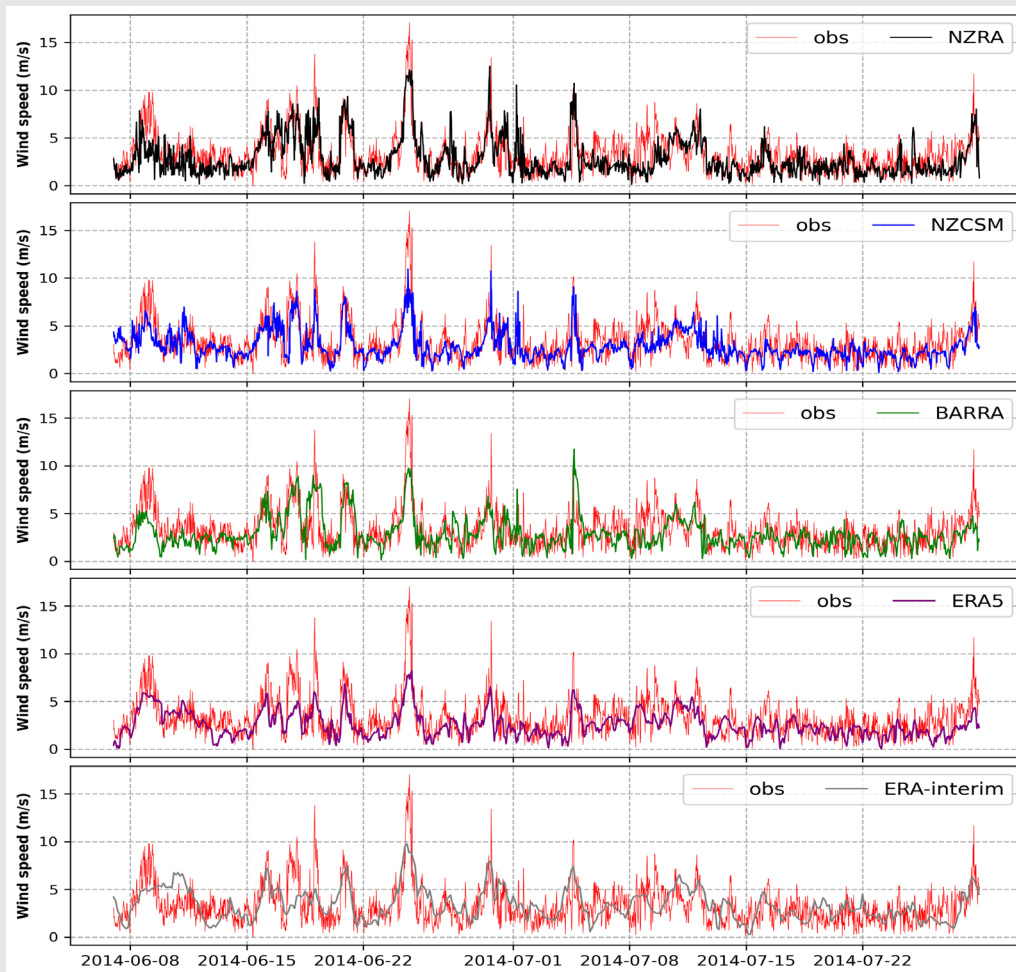 Wind speed (m/s)
15
10
5
0
obs NZRA
Wind speed (m/s)
15
10
5
0
obs NZCSM
Wind speed (m/s)
15
10
5
0
obs BARRA
Wind speed (m/s)
15
10
5
0
obs ERA5
Wind speed (m/s)
15
10
5
0
obs ERA-interim
2014-06-08 2014-06-15 2014-06-22 2014-07-01 2014-07-08 2014-07-15 2014-07-22